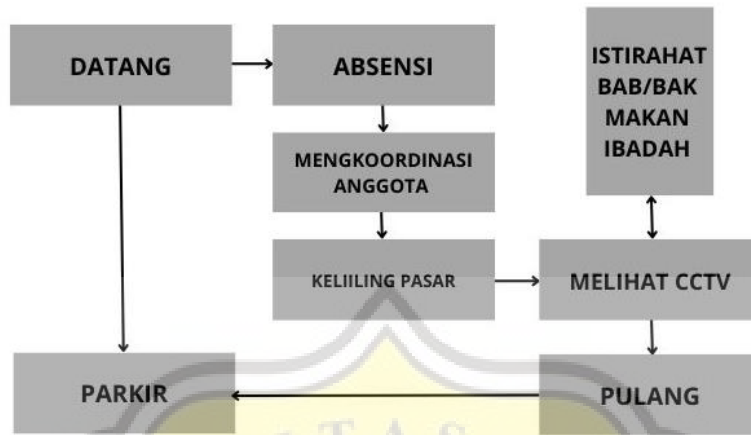 DATANG
ABSENSI
ISTIRAHAT
BAB/BAK
MAKAN
IBADAH
MENGKOORDINASI
ANGGOTA
KELIILING PASAR
MELIHAT CCTV
PARKIR
PULANG
T A S